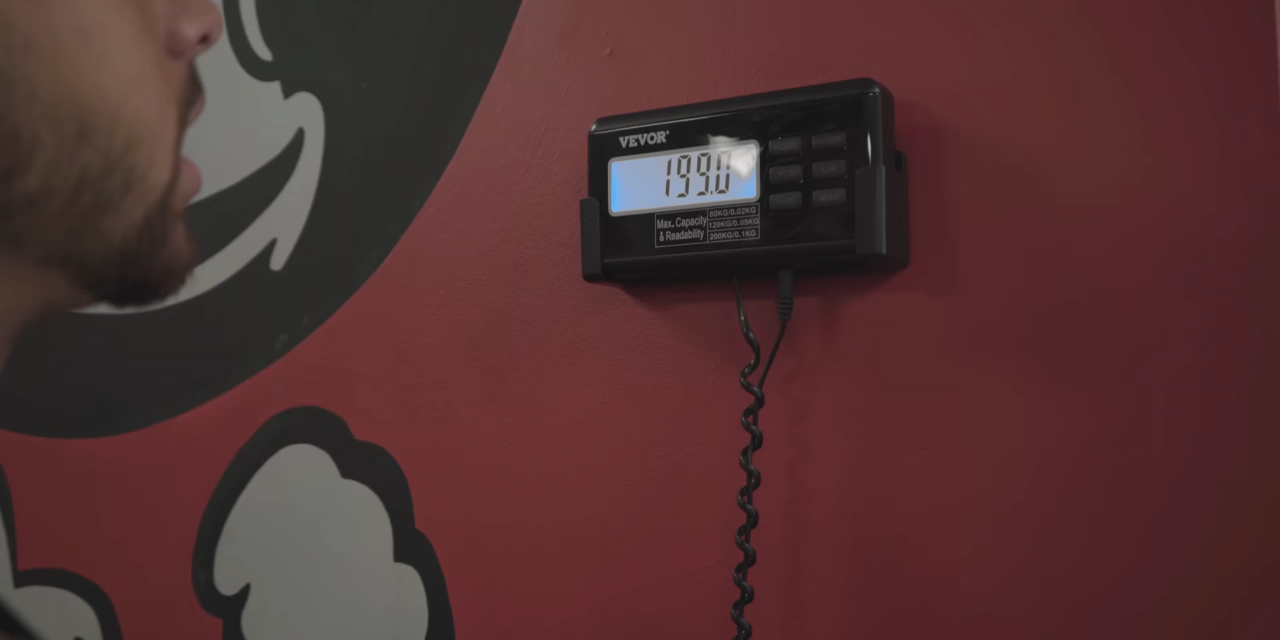 VEVOR®
199.0
Max. Capacity
& Readability
60KG/0.02KG
120KG/0.05KG
200KG/0.1KG